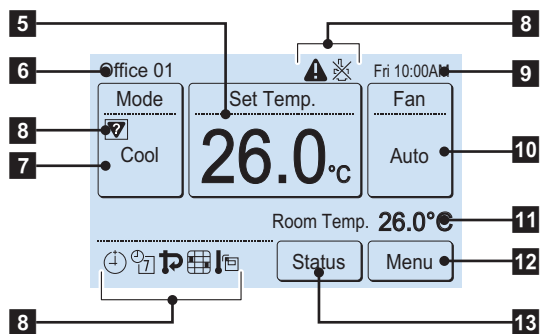 5
8
6
Office 01
Fri 10:00AM
9
Mode
Set Temp.
Fan
8
?
7
Cool
26.0°C
Auto
10
Room Temp. 26.0°C
11
7
Status
Menu
12
8
13